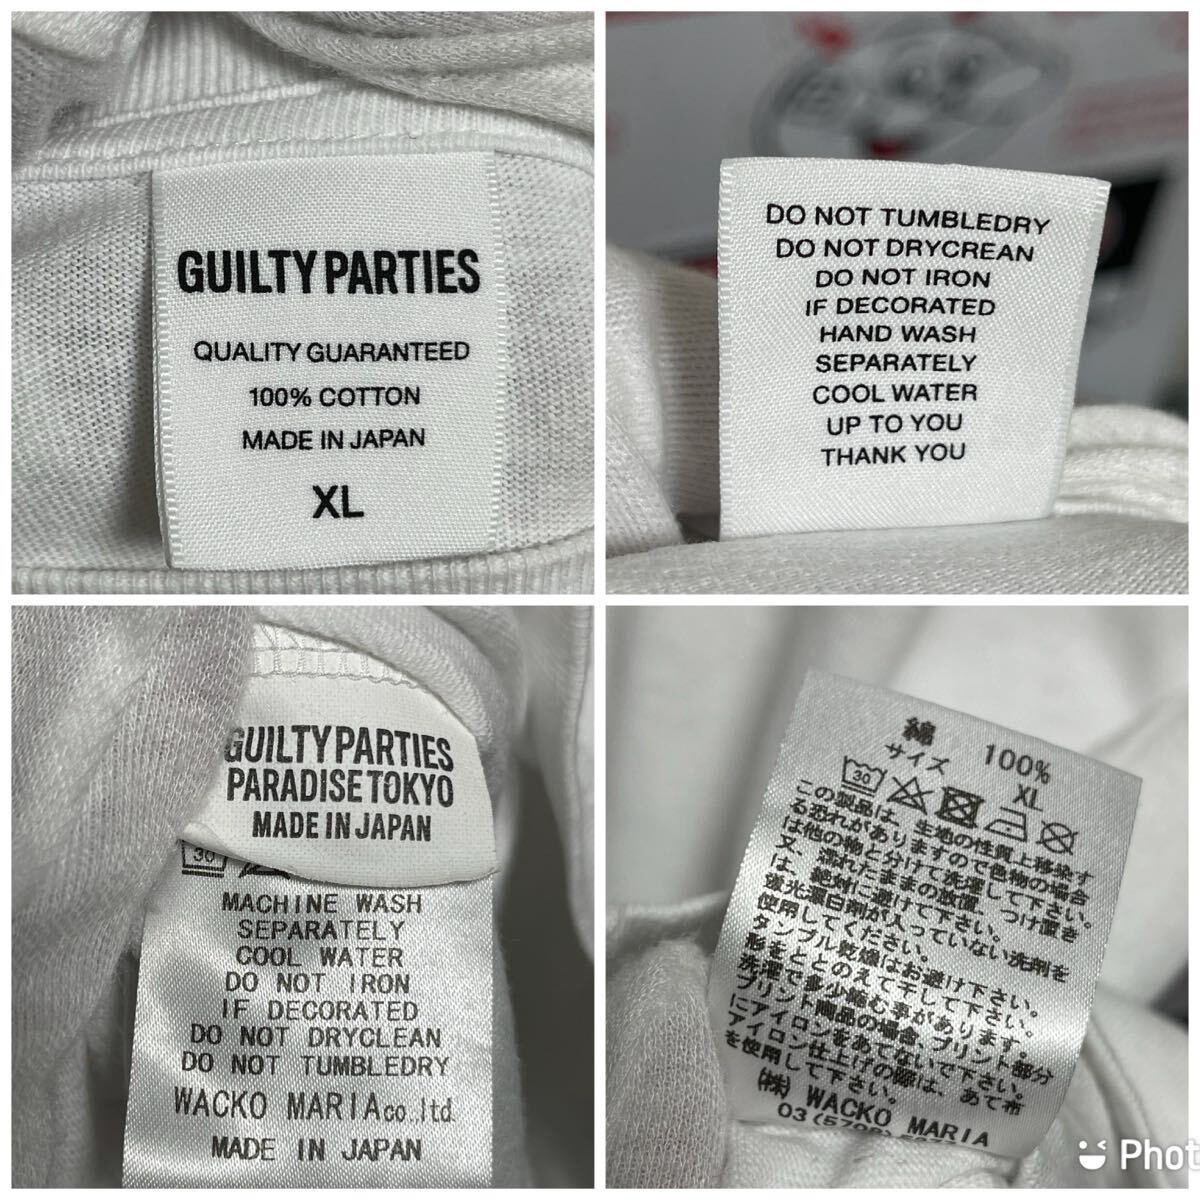 GUILTY PARTIES
QUALITY GUARANTEED
100% COTTON
MADE IN JAPAN
XL
DO NOT TUMBLEDRY
DO NOT DRYCREAN
DO NOT IRON
IF DECORATED
HAND WASH
SEPARATELY
COOL WATER
UP TO YOU
THANK YOU
GUILTY PARTIES
PARADISE TOKYO
MADE IN JAPAN
30
MACHINE WASH
SEPARATELY
COOL WATER
DO NOT IRON
IF DECORATED
DO NOT DRYCLEAN
DO NOT TUMBLEDRY
WACKO MARIA co.,ltd.
MADE IN JAPAN
綿 100%
サイズ XL
30
この製品は、生地の性質上移染す
る恐れがありますので色物の場合
は他の物と分けて洗濯して下さい。
又、濡れたままの放置、つけ置き
は、絶対に避けて下さい。
蛍光漂白剤が入っていない洗剤を
使用してください。
タンブル乾燥はお避け下さい。
形をととのえて干して下さい。
洗濯で多少縮む事があります。
プリント商品の場合、プリント部分
にアイロンをあてないで下さい。
アイロン仕上げの際は、あて布
を使用して下さい。
(株) WACKO MARIA
03 (5708)
Phot